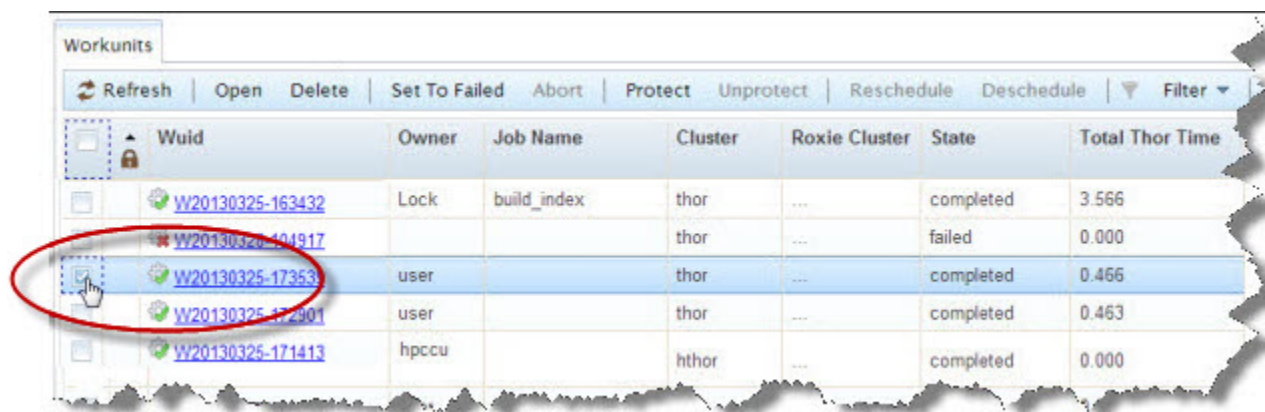 Workunits
Refresh | Open Delete | Set To Failed Abort | Protect Unprotect | Reschedule Deschedule | Filter
Wuid Owner Job Name Cluster Roxie Cluster State Total Thor Time
W20130325-163432 Lock build_index thor ... completed 3.566
thor ... failed 0.000
user thor ... completed 0.466
W20130325-172901 user thor ... completed 0.463
W20130325-171413 hpccu hthor ... completed 0.000